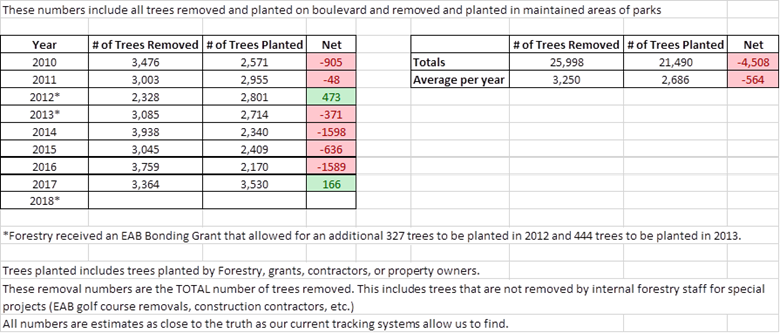 These numbers include all trees removed and planted on boulevard and removed and planted in maintained areas of parks
Year # of Trees Removed # of Trees Planted Net # of Trees Removed # of Trees Planted Net
2010 3,476 2,571 -905 Totals 25,998 21,490 -4,508
2011 3,003 2,955 -48 Average per year 3,250 2,686 -564
2012* 2,328 2,801 473
2013* 3,085 2,714 -371
2014 3,938 2,340 -1598
2015 3,045 2,409 -636
2016 3,759 2,170 -1589
2017 3,364 3,530 166
2018*
*Forestry received an EAB Bonding Grant that allowed for an additional 327 trees to be planted in 2012 and 444 trees to be planted in 2013.
Trees planted includes trees planted by Forestry, grants, contractors, or property owners.
These removal numbers are the TOTAL number of trees removed. This includes trees that are not removed by internal forestry staff for special
projects (EAB golf course removals, construction contractors, etc.)
All numbers are estimates as close to the truth as our current tracking systems allow us to find.